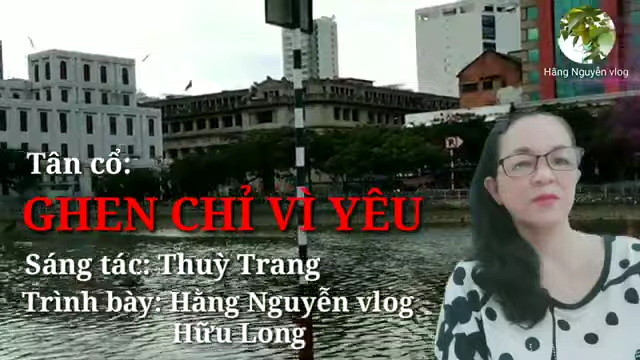 Hằng Nguyễn vlog
Tân cổ:
GHEN CHỈ VÌ YÊU
Sáng tác: Thuỳ Trang
Trình bày: Hằng Nguyễn vlog
Hữu Long